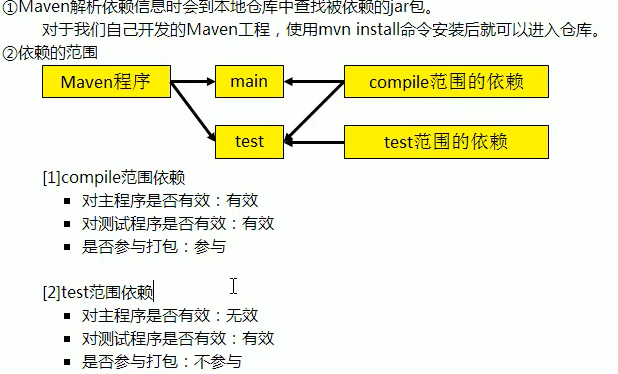 ①Maven解析依赖信息时会到本地仓库中查找被依赖的jar包。
对于我们自己开发的Maven工程，使用mvn install命令安装后就可以进入仓库。
②依赖的范围
Maven程序 main compile范围的依赖
test test范围的依赖
[1]compile范围依赖
▪ 对主程序是否有效：有效
▪ 对测试程序是否有效：有效
▪ 是否参与打包：参与
[2]test范围依赖
▪ 对主程序是否有效：无效
▪ 对测试程序是否有效：有效
▪ 是否参与打包：不参与